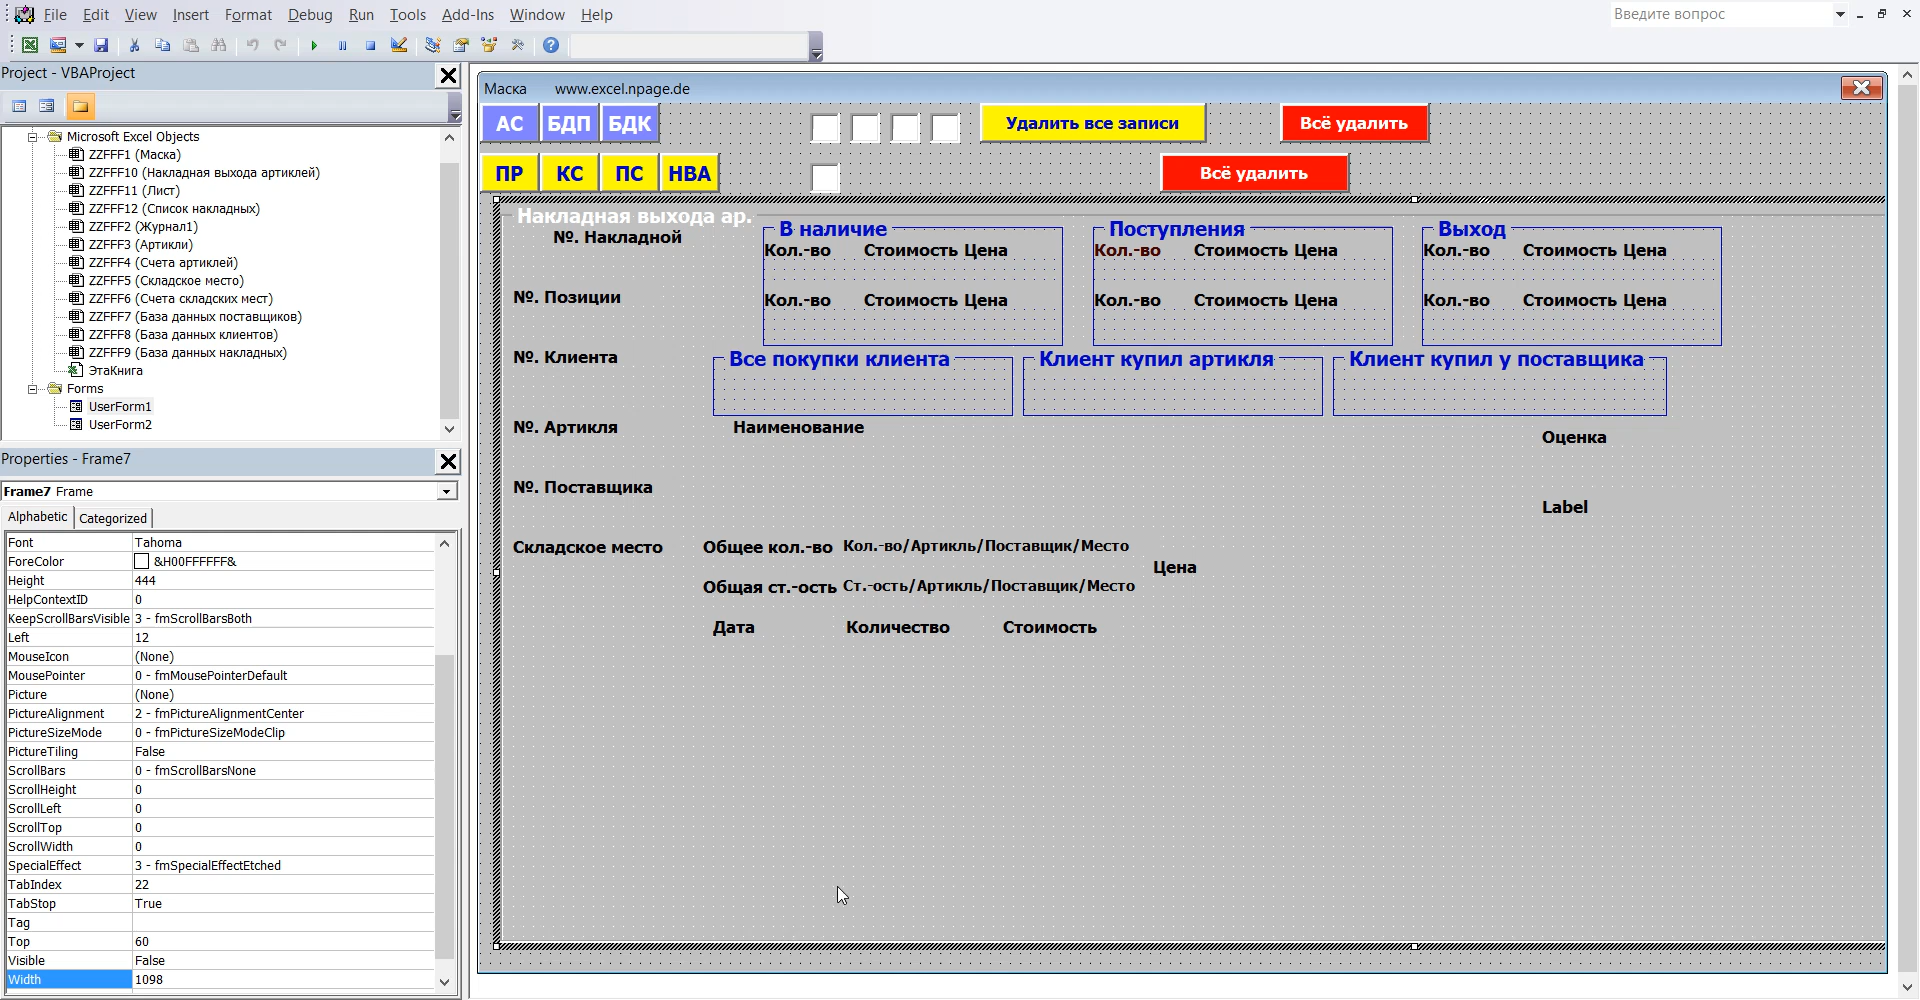 File Edit View Insert Format Debug Run Tools Add-Ins Window Help
Введите вопрос
Project - VBAProject
Microsoft Excel Objects
ZZFFF1 (Маска)
ZZFFF10 (Накладная выхода артиклей)
ZZFFF11 (Лист)
ZZFFF12 (Список накладных)
ZZFFF2 (Журнал1)
ZZFFF3 (Артикли)
ZZFFF4 (Счета артиклей)
ZZFFF5 (Складское место)
ZZFFF6 (Счета складских мест)
ZZFFF7 (База данных поставщиков)
ZZFFF8 (База данных клиентов)
ZZFFF9 (База данных накладных)
ЭтаКнига
Forms
UserForm1
UserForm2
Properties - Frame7
Frame7 Frame
Alphabetic Categorized
Font Tahoma
ForeColor &H00FFFFFF&
Height 444
HelpContextID 0
KeepScrollBarsVisible 3 - fmScrollBarsBoth
Left 12
MouseIcon (None)
MousePointer 0 - fmMousePointerDefault
Picture (None)
PictureAlignment 2 - fmPictureAlignmentCenter
PictureSizeMode 0 - fmPictureSizeModeClip
PictureTiling False
ScrollBars 0 - fmScrollBarsNone
ScrollHeight 0
ScrollLeft 0
ScrollTop 0
ScrollWidth 0
SpecialEffect 3 - fmSpecialEffectEtched
TabIndex 22
TabStop True
Tag
Top 60
Visible False
Width 1098
Маска www.excel.npage.de
АС БДП БДК Удалить все записи Всё удалить
ПР КС ПС НВА Всё удалить
Накладная выхода ар.
№. Накладной
В наличие Поступления Выход
Кол.-во Стоимость Цена Кол.-во Стоимость Цена Кол.-во Стоимость Цена
№. Позиции Кол.-во Стоимость Цена Кол.-во Стоимость Цена Кол.-во Стоимость Цена
№. Клиента Все покупки клиента Клиент купил артикля Клиент купил у поставщика
№. Артикля Наименование Оценка
№. Поставщика
Label
Складское место Общее кол.-во Кол.-во/Артикль/Поставщик/Место
Цена
Общая ст.-ость Ст.-ость/Артикль/Поставщик/Место
Дата Количество Стоимость